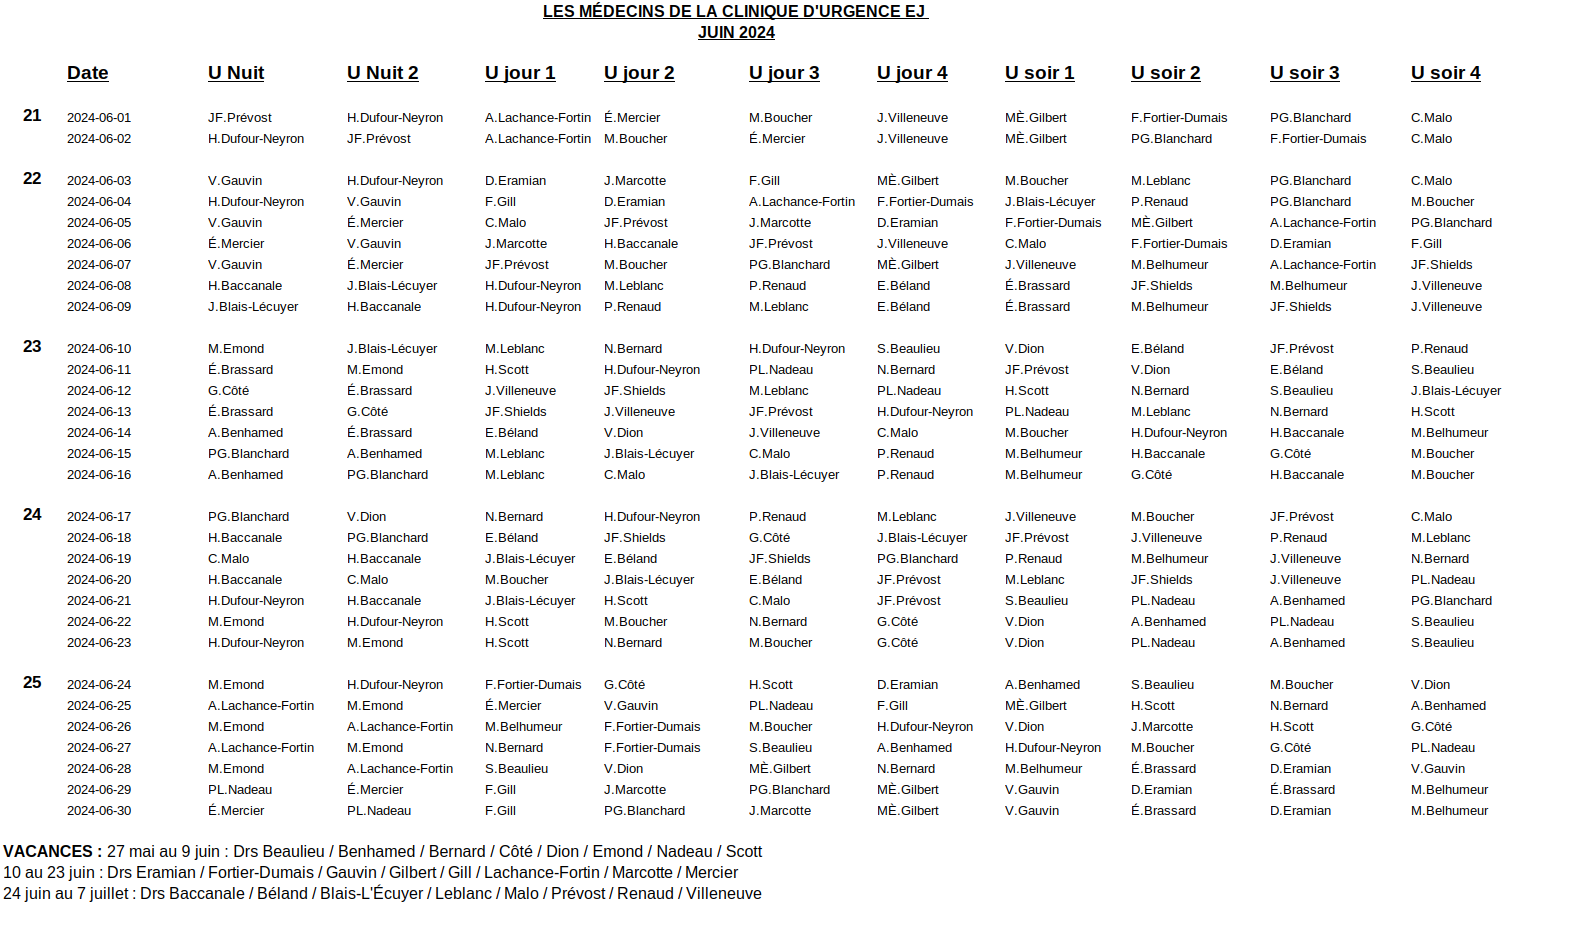 LES MÉDECINS DE LA CLINIQUE D'URGENCE EJ
JUIN 2024
Date U Nuit U Nuit 2 U jour 1 U jour 2 U jour 3 U jour 4 U soir 1 U soir 2 U soir 3 U soir 4
21 2024-06-01 JF.Prévost H.Dufour-Neyron A.Lachance-Fortin É.Mercier M.Boucher J.Villeneuve MÈ.Gilbert F.Fortier-Dumais PG.Blanchard C.Malo
2024-06-02 H.Dufour-Neyron JF.Prévost A.Lachance-Fortin M.Boucher É.Mercier J.Villeneuve MÈ.Gilbert PG.Blanchard F.Fortier-Dumais C.Malo
22 2024-06-03 V.Gauvin H.Dufour-Neyron D.Eramian J.Marcotte F.Gill MÈ.Gilbert M.Boucher M.Leblanc PG.Blanchard C.Malo
2024-06-04 H.Dufour-Neyron V.Gauvin F.Gill D.Eramian A.Lachance-Fortin F.Fortier-Dumais J.Blais-Lécuyer P.Renaud PG.Blanchard M.Boucher
2024-06-05 V.Gauvin É.Mercier C.Malo JF.Prévost J.Marcotte D.Eramian F.Fortier-Dumais MÈ.Gilbert A.Lachance-Fortin PG.Blanchard
2024-06-06 É.Mercier V.Gauvin J.Marcotte H.Baccanale JF.Prévost J.Villeneuve C.Malo F.Fortier-Dumais D.Eramian F.Gill
2024-06-07 V.Gauvin É.Mercier JF.Prévost M.Boucher PG.Blanchard MÈ.Gilbert J.Villeneuve M.Belhumeur A.Lachance-Fortin JF.Shields
2024-06-08 H.Baccanale J.Blais-Lécuyer H.Dufour-Neyron M.Leblanc P.Renaud E.Béland É.Brassard JF.Shields M.Belhumeur J.Villeneuve
2024-06-09 J.Blais-Lécuyer H.Baccanale H.Dufour-Neyron P.Renaud M.Leblanc E.Béland É.Brassard M.Belhumeur JF.Shields J.Villeneuve
23 2024-06-10 M.Emond J.Blais-Lécuyer M.Leblanc N.Bernard H.Dufour-Neyron S.Beaulieu V.Dion E.Béland JF.Prévost P.Renaud
2024-06-11 É.Brassard M.Emond H.Scott H.Dufour-Neyron PL.Nadeau N.Bernard JF.Prévost V.Dion E.Béland S.Beaulieu
2024-06-12 G.Côté É.Brassard J.Villeneuve JF.Shields M.Leblanc PL.Nadeau H.Scott N.Bernard S.Beaulieu J.Blais-Lécuyer
2024-06-13 É.Brassard G.Côté JF.Shields J.Villeneuve JF.Prévost H.Dufour-Neyron PL.Nadeau M.Leblanc N.Bernard H.Scott
2024-06-14 A.Benhamed É.Brassard E.Béland V.Dion J.Villeneuve C.Malo M.Boucher H.Dufour-Neyron H.Baccanale M.Belhumeur
2024-06-15 PG.Blanchard A.Benhamed M.Leblanc J.Blais-Lécuyer C.Malo P.Renaud M.Belhumeur H.Baccanale G.Côté M.Boucher
2024-06-16 A.Benhamed PG.Blanchard M.Leblanc C.Malo J.Blais-Lécuyer P.Renaud M.Belhumeur G.Côté H.Baccanale M.Boucher
24 2024-06-17 PG.Blanchard V.Dion N.Bernard H.Dufour-Neyron P.Renaud M.Leblanc J.Villeneuve M.Boucher JF.Prévost C.Malo
2024-06-18 H.Baccanale PG.Blanchard E.Béland JF.Shields G.Côté J.Blais-Lécuyer JF.Prévost J.Villeneuve P.Renaud M.Leblanc
2024-06-19 C.Malo H.Baccanale J.Blais-Lécuyer E.Béland JF.Shields PG.Blanchard P.Renaud M.Belhumeur J.Villeneuve N.Bernard
2024-06-20 H.Baccanale C.Malo M.Boucher J.Blais-Lécuyer E.Béland JF.Prévost M.Leblanc JF.Shields J.Villeneuve PL.Nadeau
2024-06-21 H.Dufour-Neyron H.Baccanale J.Blais-Lécuyer H.Scott C.Malo JF.Prévost S.Beaulieu PL.Nadeau A.Benhamed PG.Blanchard
2024-06-22 M.Emond H.Dufour-Neyron H.Scott M.Boucher N.Bernard G.Côté V.Dion A.Benhamed PL.Nadeau S.Beaulieu
2024-06-23 H.Dufour-Neyron M.Emond H.Scott N.Bernard M.Boucher G.Côté V.Dion PL.Nadeau A.Benhamed S.Beaulieu
25 2024-06-24 M.Emond H.Dufour-Neyron F.Fortier-Dumais G.Côté H.Scott D.Eramian A.Benhamed S.Beaulieu M.Boucher V.Dion
2024-06-25 A.Lachance-Fortin M.Emond É.Mercier V.Gauvin PL.Nadeau F.Gill MÈ.Gilbert H.Scott N.Bernard A.Benhamed
2024-06-26 M.Emond A.Lachance-Fortin M.Belhumeur F.Fortier-Dumais M.Boucher H.Dufour-Neyron V.Dion J.Marcotte H.Scott G.Côté
2024-06-27 A.Lachance-Fortin M.Emond N.Bernard F.Fortier-Dumais S.Beaulieu A.Benhamed H.Dufour-Neyron M.Boucher G.Côté PL.Nadeau
2024-06-28 M.Emond A.Lachance-Fortin S.Beaulieu V.Dion MÈ.Gilbert N.Bernard M.Belhumeur É.Brassard D.Eramian V.Gauvin
2024-06-29 PL.Nadeau É.Mercier F.Gill J.Marcotte PG.Blanchard MÈ.Gilbert V.Gauvin D.Eramian É.Brassard M.Belhumeur
2024-06-30 É.Mercier PL.Nadeau F.Gill PG.Blanchard J.Marcotte MÈ.Gilbert V.Gauvin É.Brassard D.Eramian M.Belhumeur
VACANCES : 27 mai au 9 juin : Drs Beaulieu / Benhamed / Bernard / Côté / Dion / Emond / Nadeau / Scott
10 au 23 juin : Drs Eramian / Fortier-Dumais / Gauvin / Gilbert / Gill / Lachance-Fortin / Marcotte / Mercier
24 juin au 7 juillet : Drs Baccanale / Béland / Blais-L'Écuyer / Leblanc / Malo / Prévost / Renaud / Villeneuve